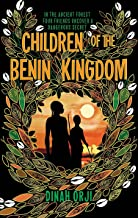 IN THE ANCIENT FOREST
FOUR FRIENDS UNCOVER A
DANGEROUS SECRET
CHILDREN OF THE
BENIN KINGDOM
DINAH ORJI